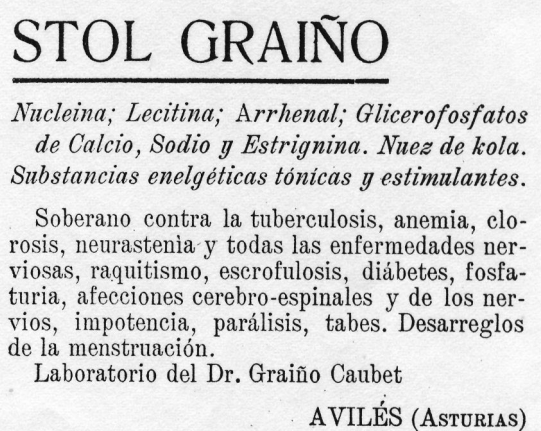 STOL GRAIÑO
Nucleina; Lecitina; Arrhenal; Glicerofosfatos
de Calcio, Sodio y Estrignina. Nuez de kola.
Substancias enelgéticas tónicas y estimulantes.
Soberano contra la tuberculosis, anemia, clo-
rosis, neurastenia y todas las enfermedades ner-
viosas, raquitismo, escrofulosis, diábetes, fosfa-
turia, afecciones cerebro-espinales y de los ner-
vios, impotencia, parálisis, tabes. Desarreglos
de la menstruación.
Laboratorio del Dr. Graiño Caubet
AVILÉS (ASTURIAS)